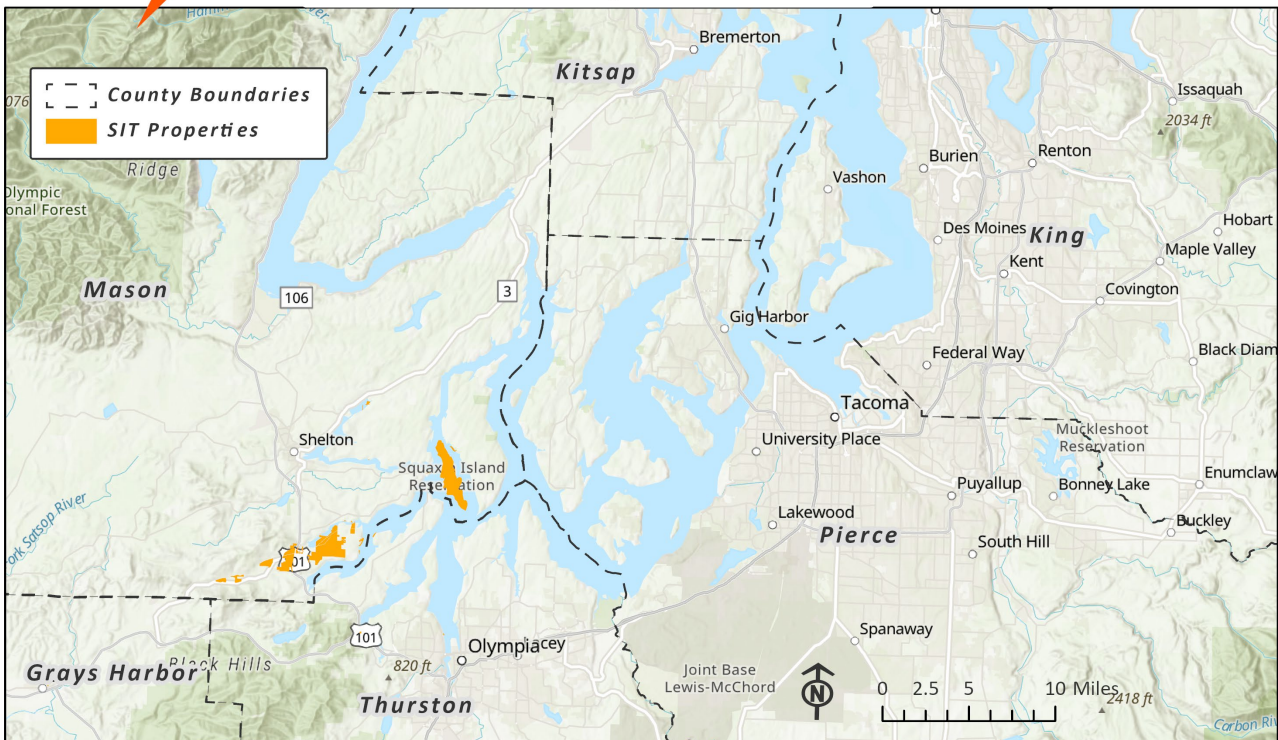 Bremerton
Kitsap
Issaquah
2034 ft
County Boundaries
SIT Properties
Ridge
Burien
Renton
Vashon
Olympic
onal Forest
Hobart
Des Moines
King
Maple Valley
Kent
Mason
106
3
Covington
Gig Harbor
Federal Way
Black Diam
Tacoma
Shelton
University Place
Muckleshoot
Reservation
Squaxin Island
Reservation
Enumclaw
Puyallup
Bonney Lake
ork Satsop River
Lakewood
Buckley
Pierce
South Hill
101
101
Spanaway
Olympia
acey
Black Hills
820 ft
Grays Harbor
Joint Base
Lewis-McChord
N
0 2.5 5 10 Miles
2418 ft
Thurston
Carbon Riv